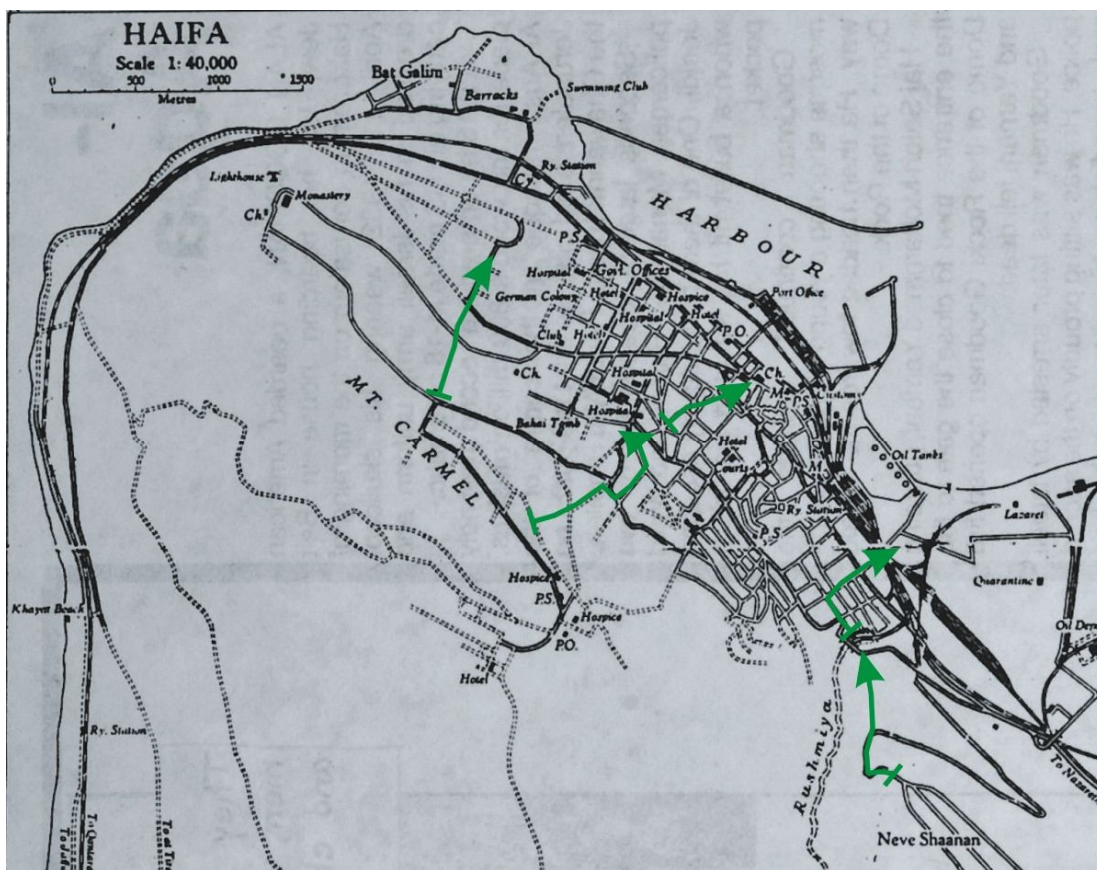 HAIFA
Scale 1: 40,000
0 500 1000 1500
Metres
Bat Galim
Barracks
Swimming Club
Ry. Station
Lighthouse
Monastery
Ch.
Cy.
HARBOUR
P.S.
Hospital
Govt. Offices
German Colony
Hotel
Hospice
Hospital
Hotel
Port Office
P.O.
Club
Hotel
Ch.
Ch.
Hospital
M.
P.S.
Customs
MT.
CARMEL
Hospital
Bahai Tomb
Hotel
Courts
M.
Oil Tanks
Ry Station
Lazaret
P.S.
Hospice
Quarantine
P.S.
Khayat Beach
Hospice
P.O.
Hotel
Rushmiya
Ry. Station
To Nazareth
Neve Shaanan